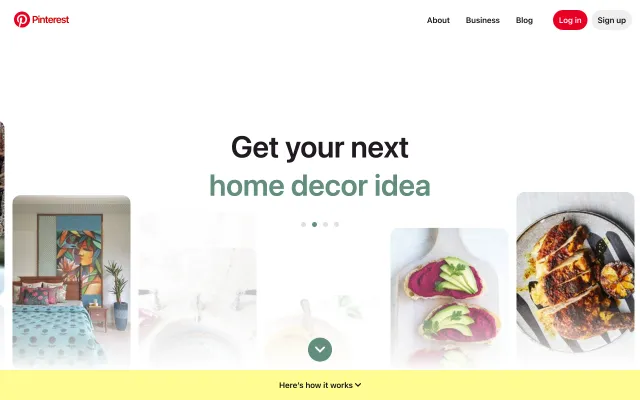 Pinterest
About
Business
Blog
Log in
Sign up
Get your next
home decor idea
Here's how it works